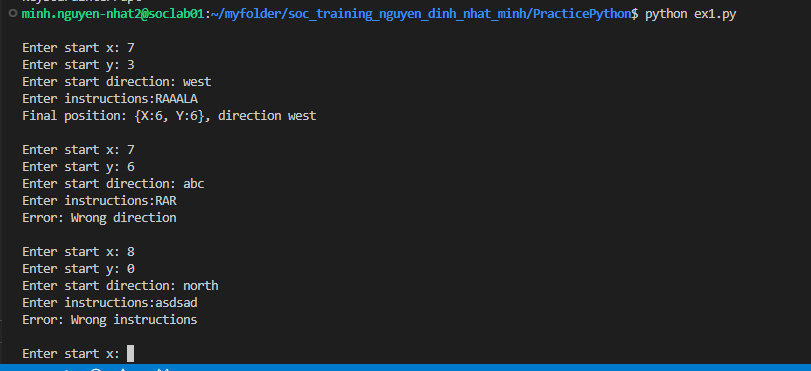 minh.nguyen-nhat2@soclab01:~/myfolder/soc_training_nguyen_dinh_nhat_minh/PracticePython$ python ex1.py
Enter start x: 7
Enter start y: 3
Enter start direction: west
Enter instructions:RAAALA
Final position: {X:6, Y:6}, direction west
Enter start x: 7
Enter start y: 6
Enter start direction: abc
Enter instructions:RAR
Error: Wrong direction
Enter start x: 8
Enter start y: 0
Enter start direction: north
Enter instructions:asdsad
Error: Wrong instructions
Enter start x: